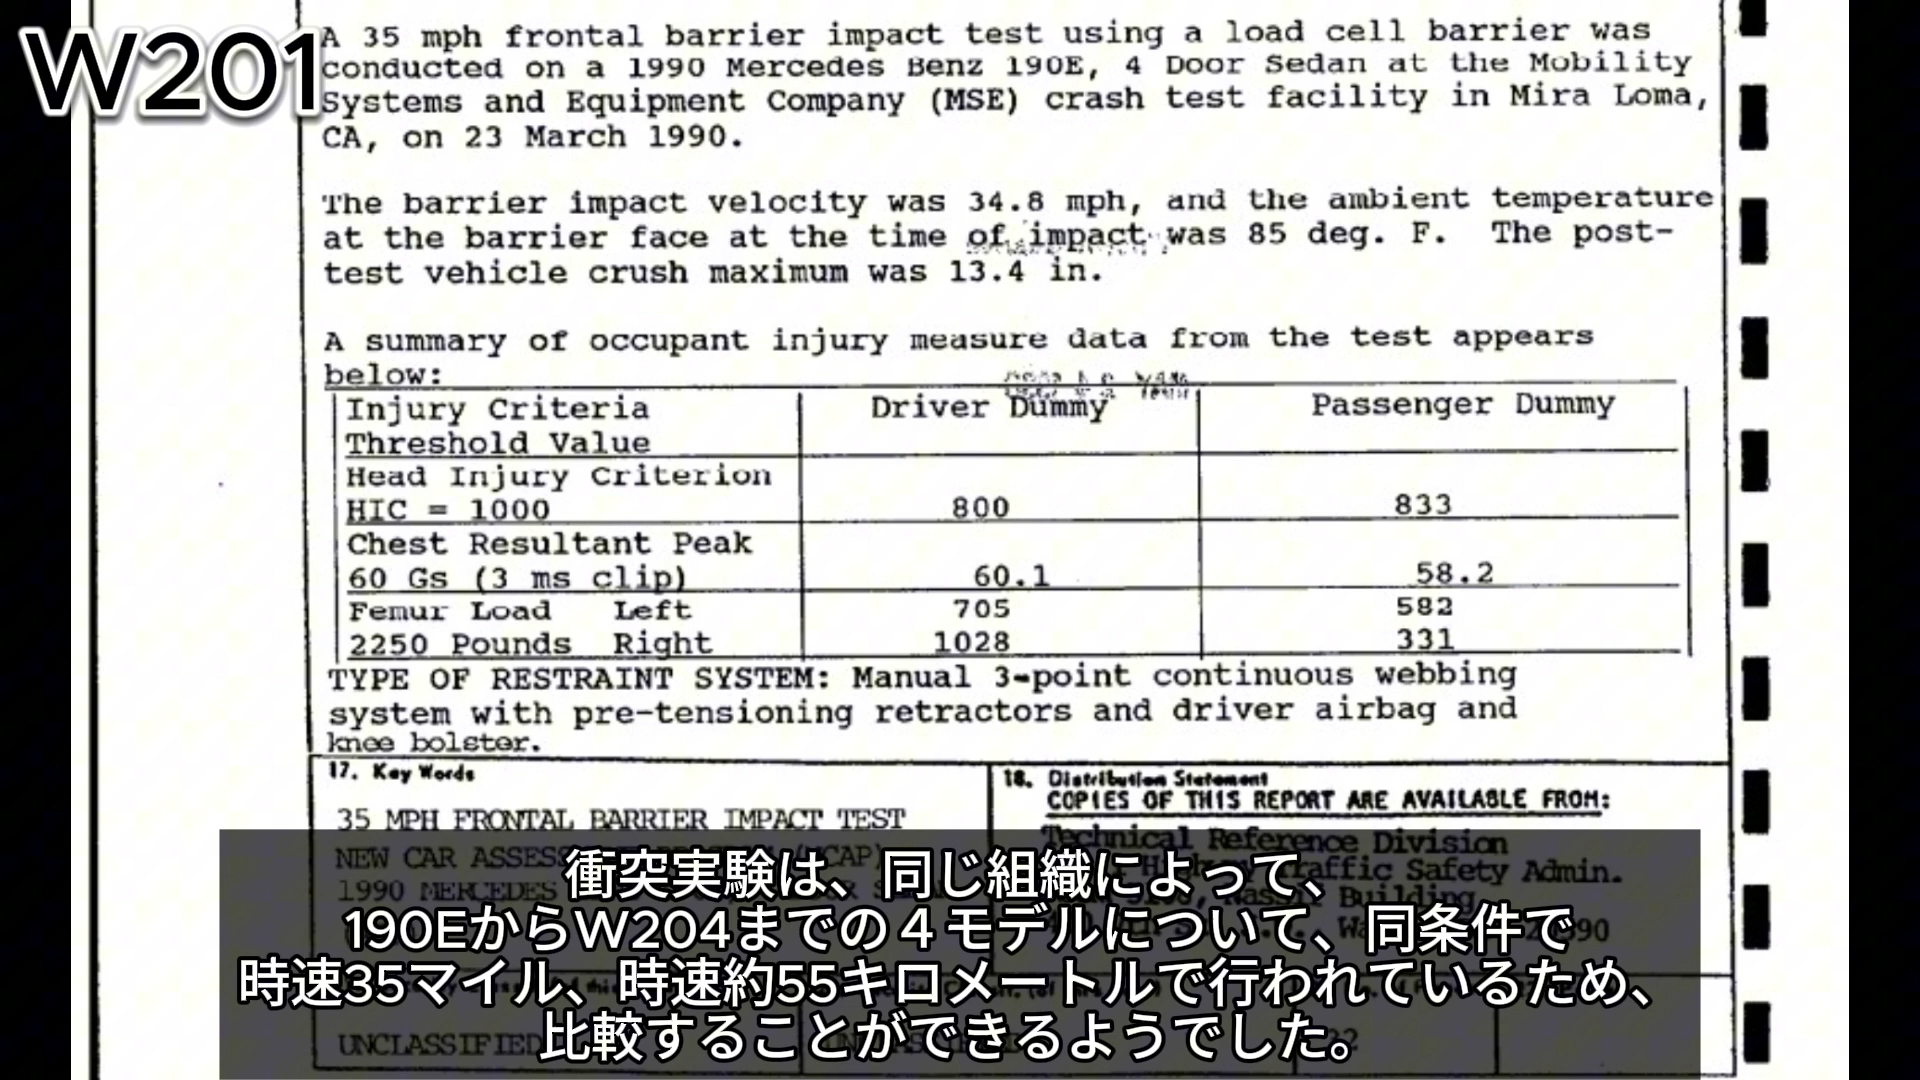 W201
A 35 mph frontal barrier impact test using a load cell barrier was
conducted on a 1990 Mercedes Benz 190E, 4 Door Sedan at the Mobility
Systems and Equipment Company (MSE) crash test facility in Mira Loma,
CA, on 23 March 1990.
The barrier impact velocity was 34.8 mph, and the ambient temperature
at the barrier face at the time of impact was 85 deg. F. The post-
test vehicle crush maximum was 13.4 in.
A summary of occupant injury measure data from the test appears
below:
Injury Criteria Driver Dummy Passenger Dummy
Threshold Value
Head Injury Criterion
HIC = 1000 800 833
Chest Resultant Peak
60 Gs (3 ms clip) 60.1 58.2
Femur Load Left 705 582
2250 Pounds Right 1028 331
TYPE OF RESTRAINT SYSTEM: Manual 3-point continuous webbing
system with pre-tensioning retractors and driver airbag and
knee bolster.
17. Key Words
18. Distribution Statement
COPIES OF THIS REPORT ARE AVAILABLE FROM:
35 MPH FRONTAL BARRIER IMPACT TEST
Technical Reference Division
NEW CAR
Traffic Safety Admin.
1990 MERCEDES
Building
UNCLASSIFIED
衝突実験は、同じ組織によって、
190EからW204までの４モデルについて、同条件で
時速35マイル、時速約55キロメートルで行われているため、
比較することができるようでした。